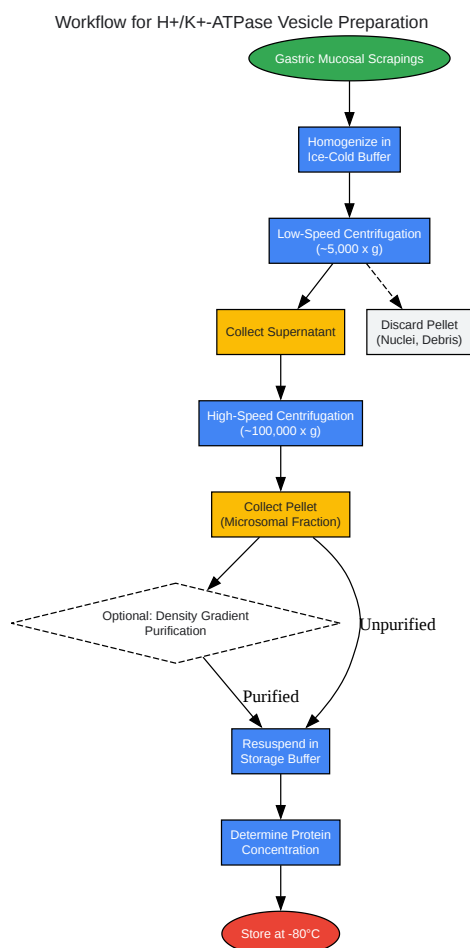 Workflow for H+/K+-ATPase Vesicle Preparation
Gastric Mucosal Scrapings
Homogenize in
Ice-Cold Buffer
Low-Speed Centrifugation
(~5,000 x g)
Collect Supernatant
Discard Pellet
(Nuclei, Debris)
High-Speed Centrifugation
(~100,000 x g)
Collect Pellet
(Microsomal Fraction)
Optional: Density Gradient
Purification
Unpurified
Purified
Resuspend in
Storage Buffer
Determine Protein
Concentration
Store at -80°C